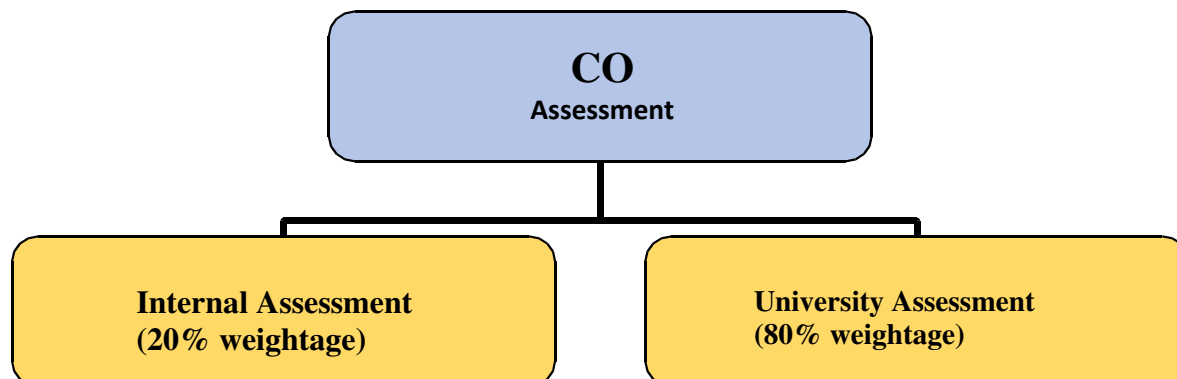 CO
Assessment
Internal Assessment
(20% weightage)
University Assessment
(80% weightage)